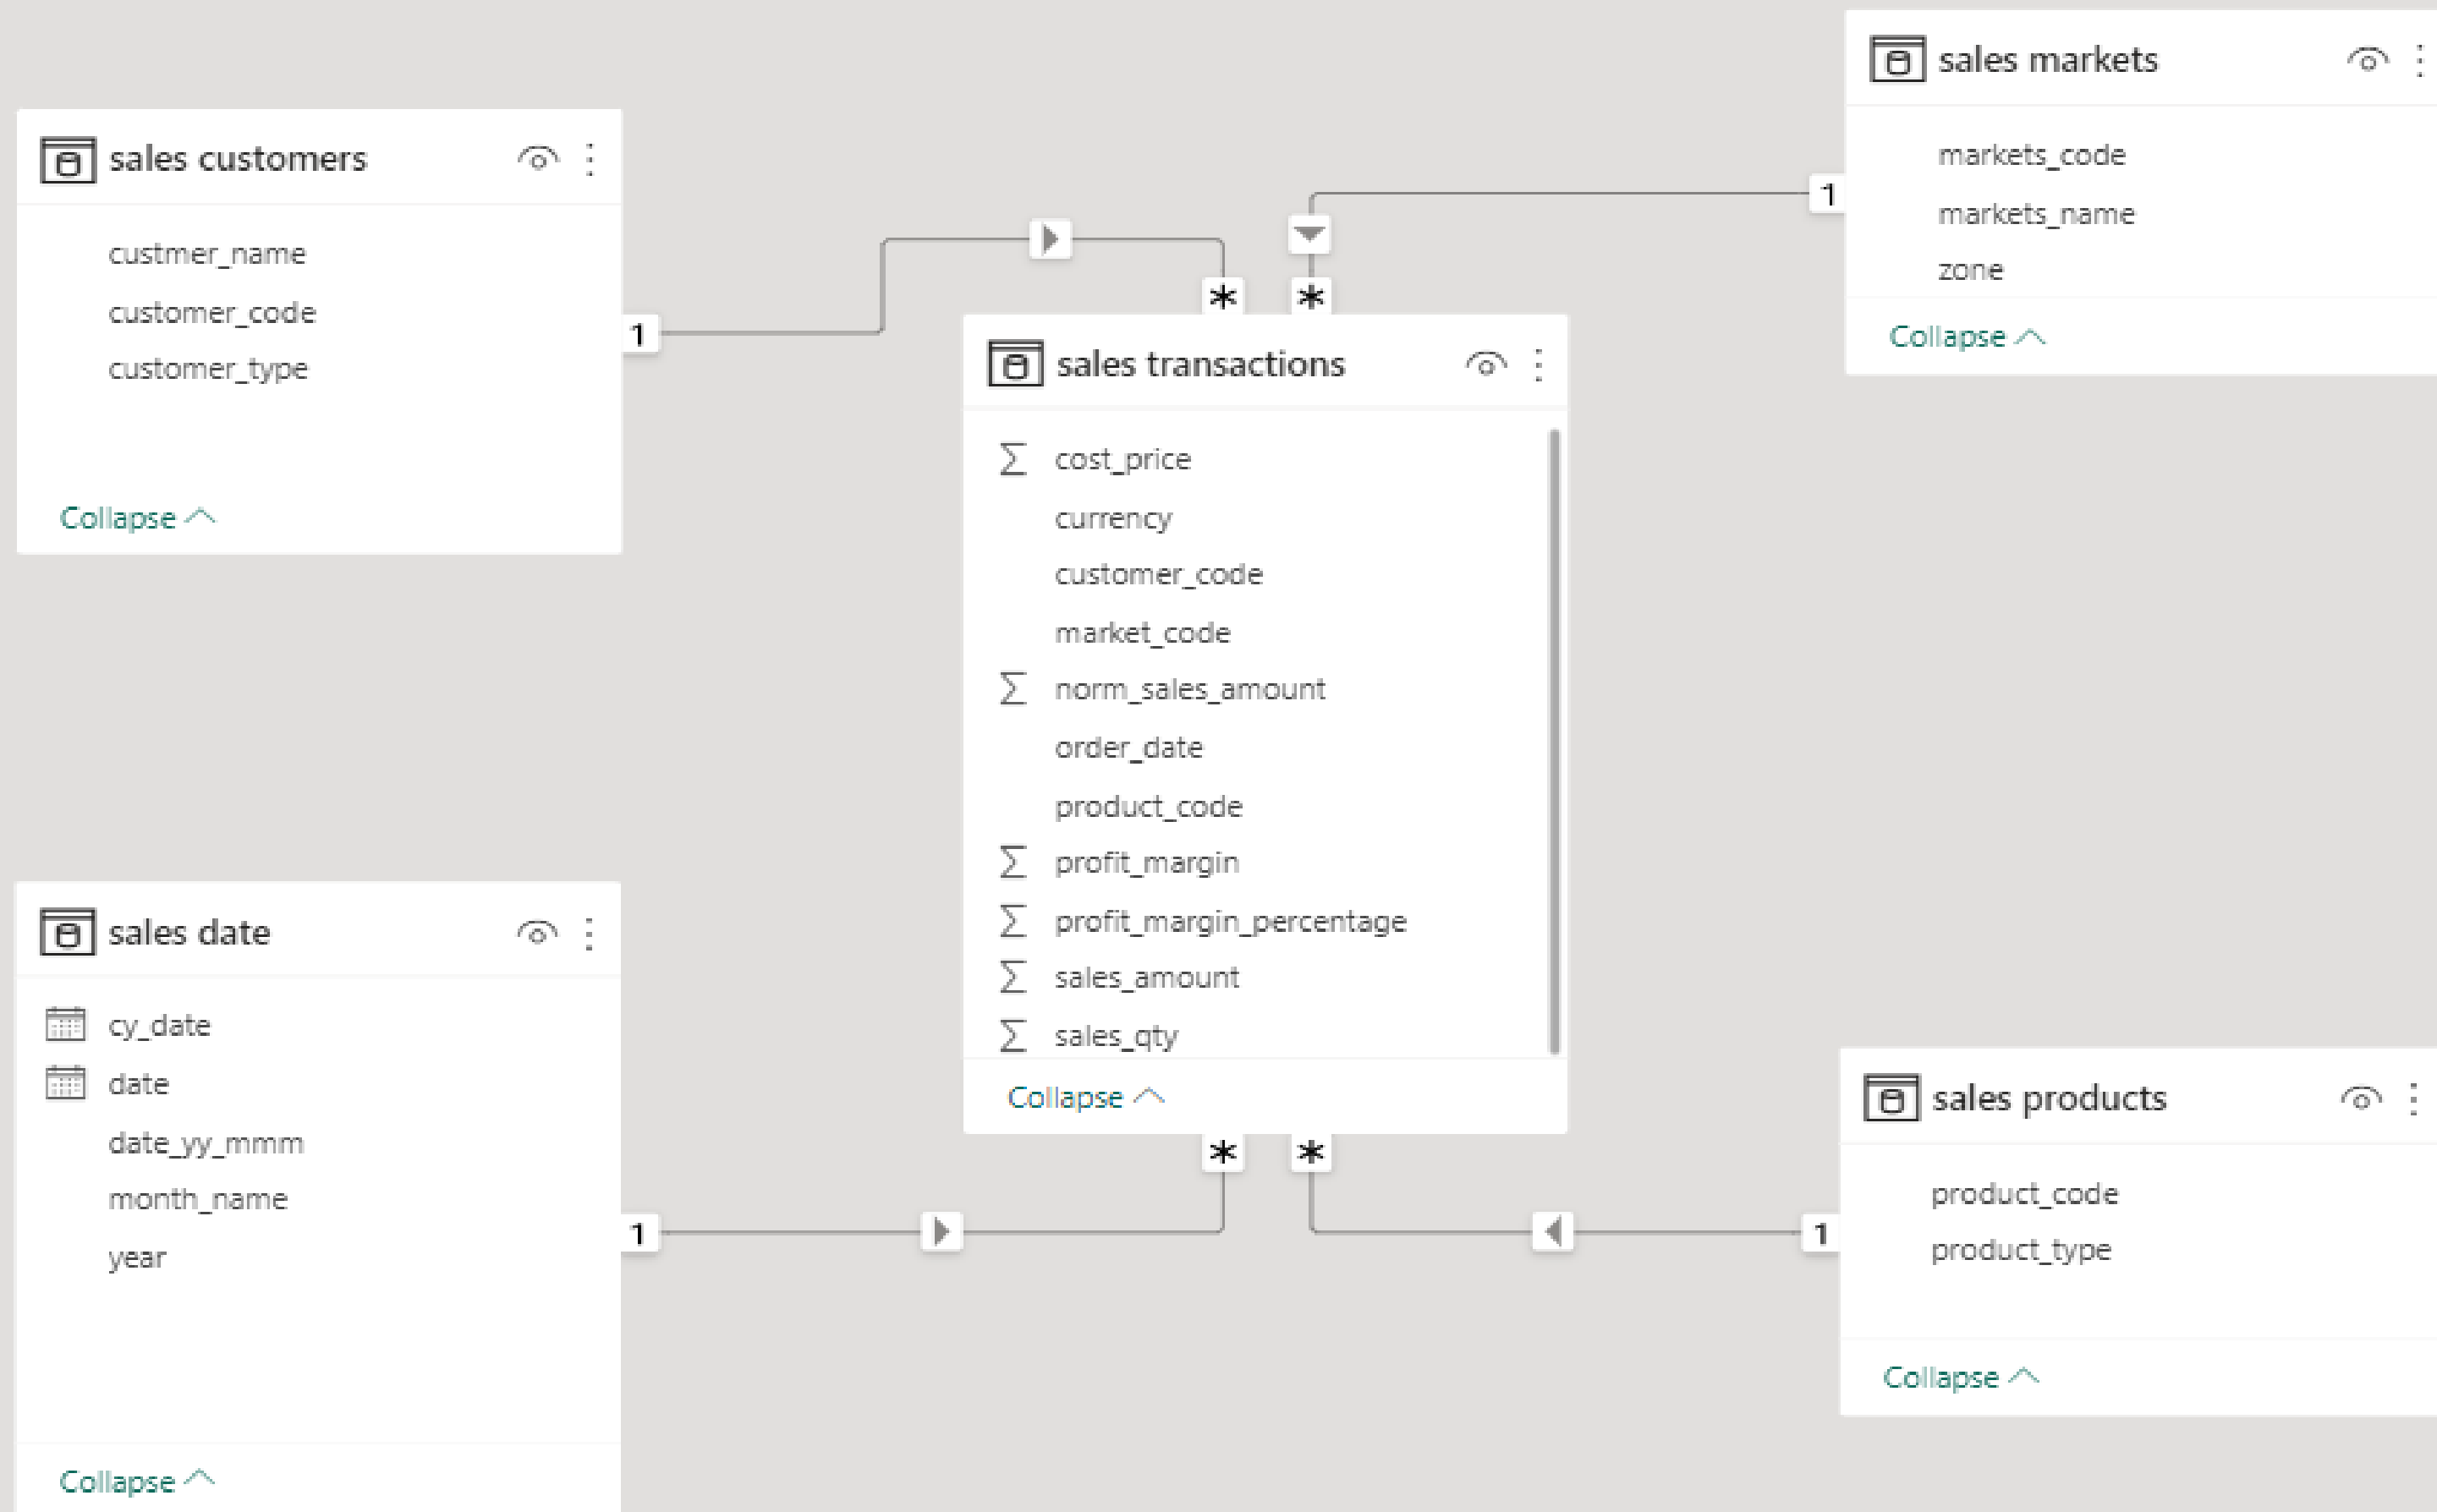 sales customers
custmer_name
customer_code
customer_type
Collapse
1
sales markets
markets_code
markets_name
zone
Collapse
1
*
*
sales transactions
cost_price
currency
customer_code
market_code
norm_sales_amount
order_date
product_code
profit_margin
profit_margin_percentage
sales_amount
sales_qty
Collapse
*
*
sales date
cy_date
date
date_yy_mmm
month_name
year
Collapse
1
sales products
product_code
product_type
Collapse
1